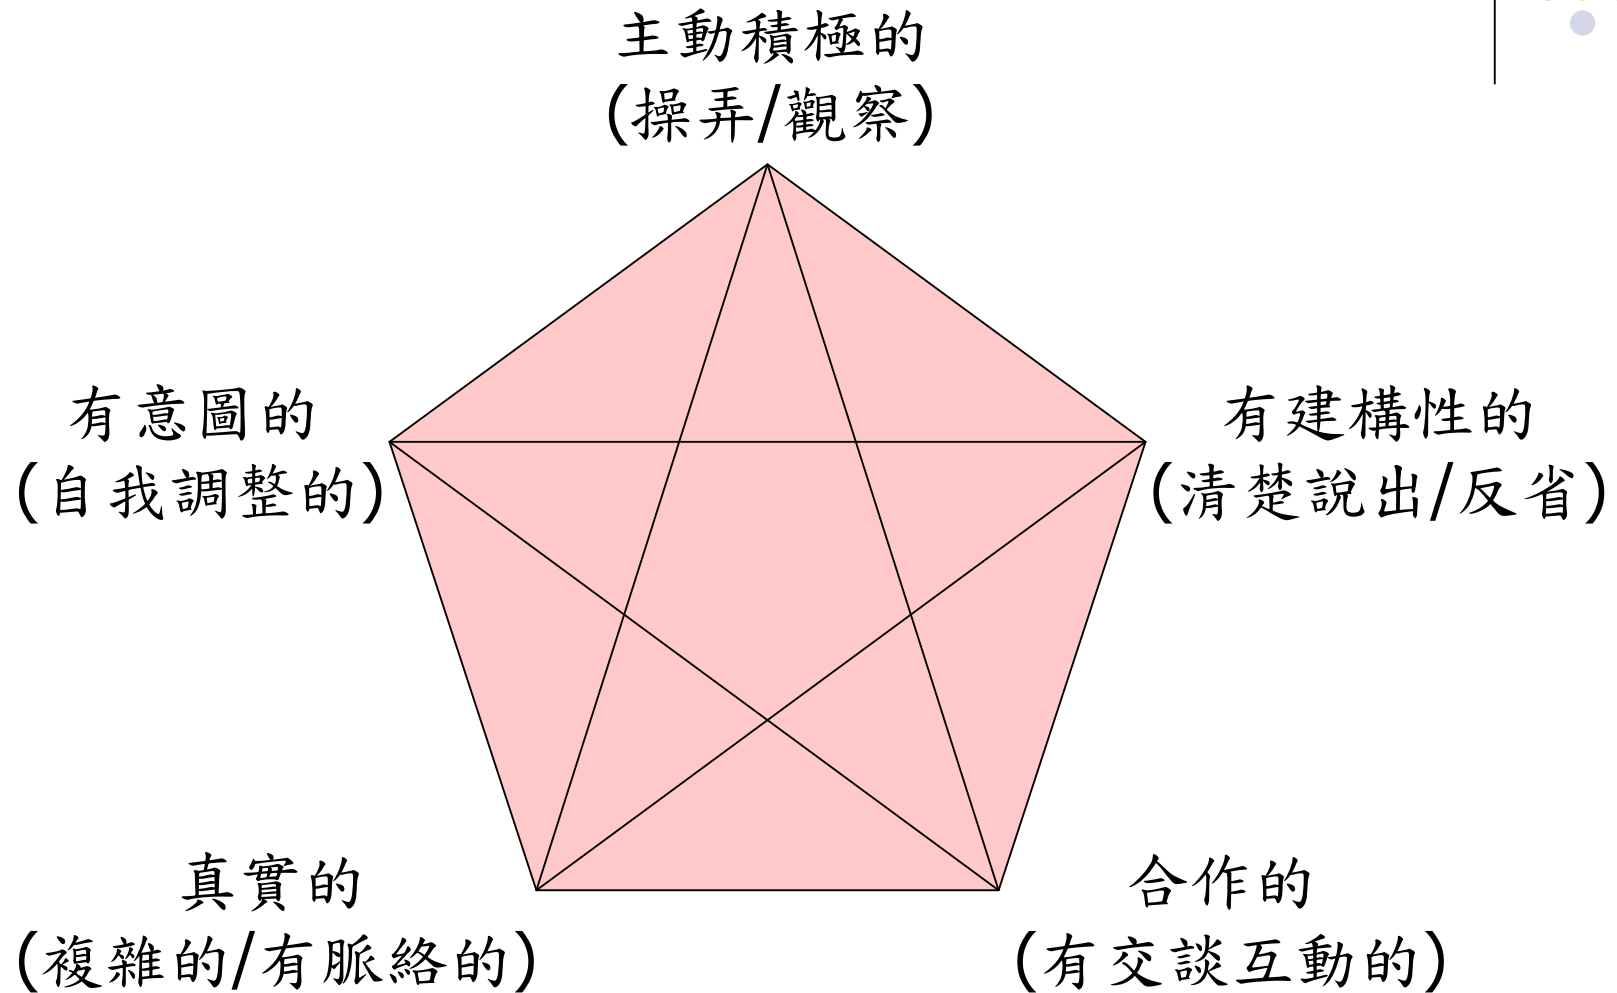 主動積極的
(操弄/觀察)
有意圖的
(自我調整的)
有建構性的
(清楚說出/反省)
真實的
(複雜的/有脈絡的)
合作的
(有交談互動的)